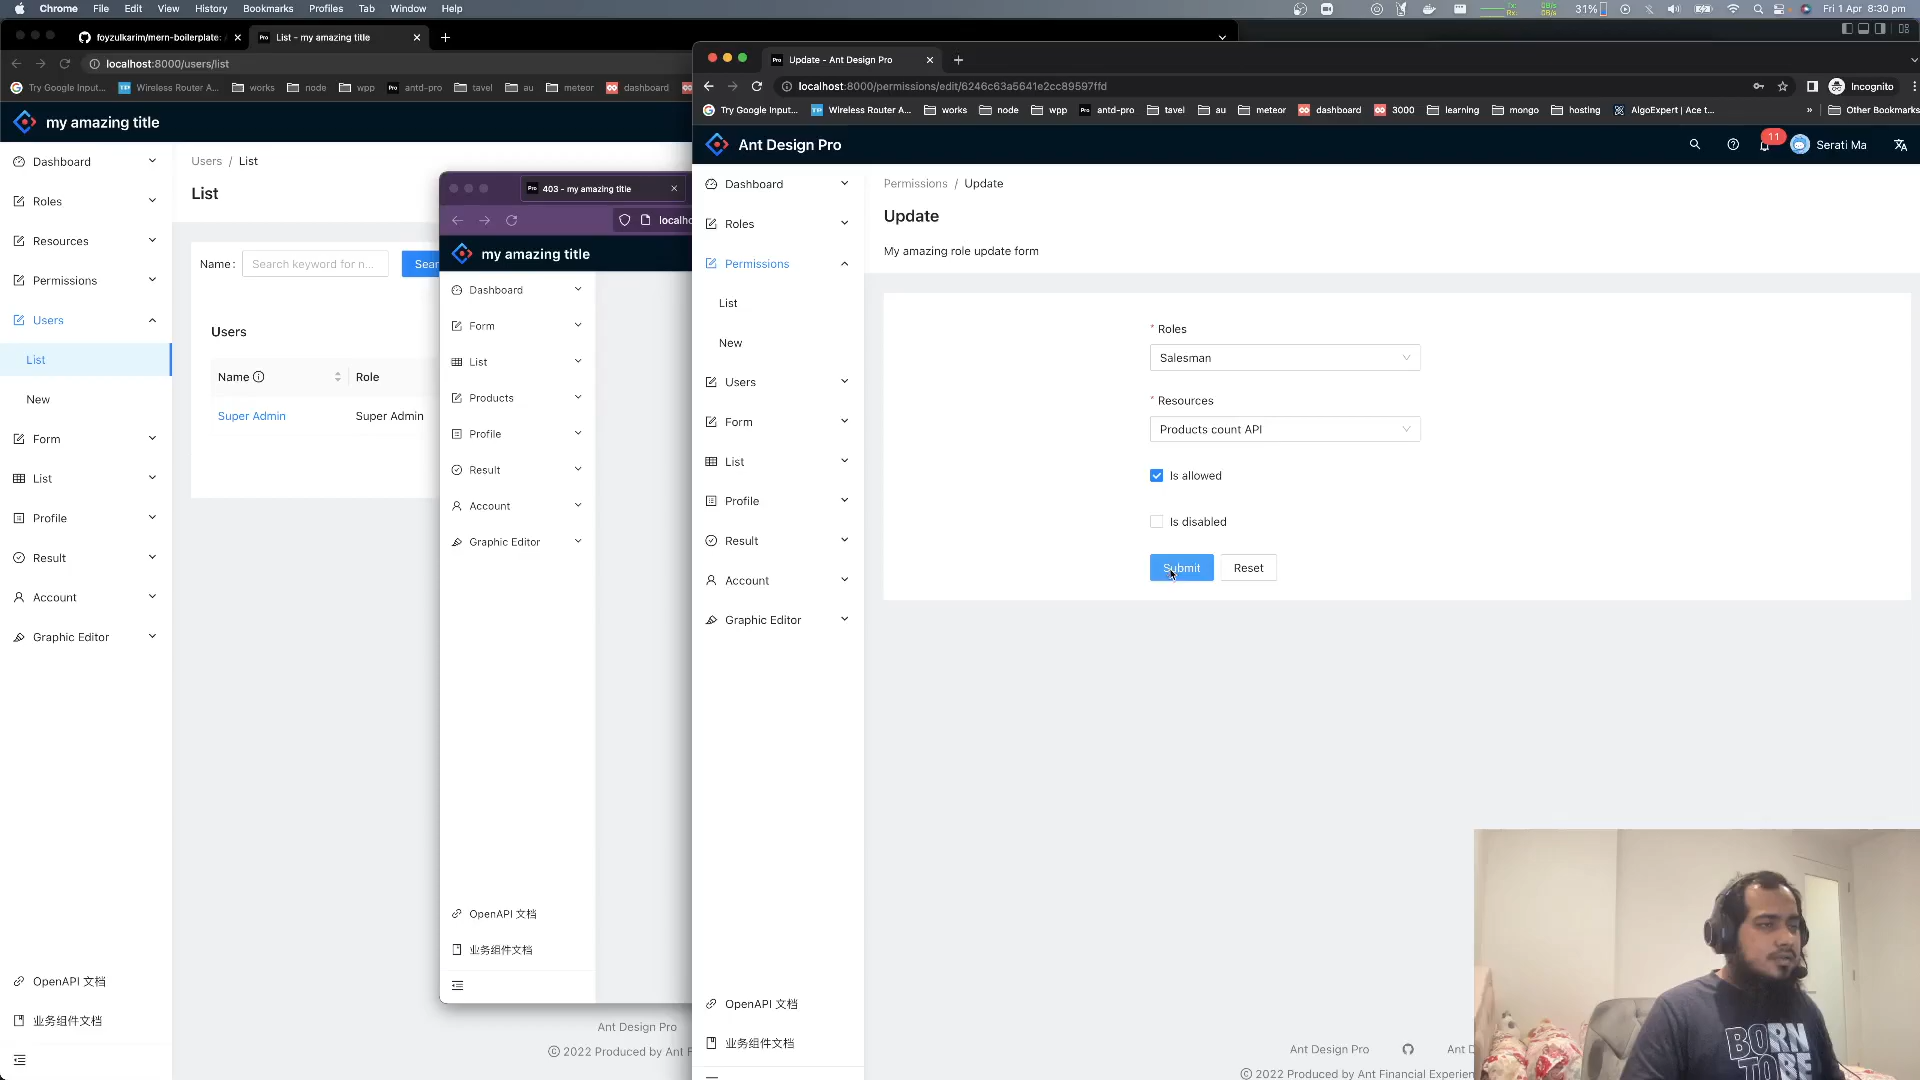 Chrome File Edit View History Bookmarks Profiles Tab Window Help
31% Fri 1 Apr 8:30 pm
foyzulkarim/mern-boilerplate:
List - my amazing title
localhost:8000/users/list
Try Google Input... Wireless Router A... works node wpp antd-pro tavel au meteor dashboard
my amazing title
Dashboard
Roles
Resources
Permissions
Users
List
New
Form
List
Profile
Result
Account
Graphic Editor
OpenAPI 文档
业务组件文档
Users / List
List
Name: Search keyword for n... Sear
Users
Name Role
Super Admin Super Admin
Ant Design Pro
© 2022 Produced by Ant F
Pro 403 - my amazing title
localho
my amazing title
Dashboard
Form
List
Products
Profile
Result
Account
Graphic Editor
OpenAPI 文档
业务组件文档
Pro Update - Ant Design Pro
localhost:8000/permissions/edit/6246c63a5641e2cc89597ffd
Incognito
Try Google Input... Wireless Router A... works node wpp antd-pro tavel au meteor dashboard 3000 learning mongo hosting AlgoExpert | Ace t... » Other Bookmarks
Ant Design Pro
11 Serati Ma
Dashboard
Roles
Permissions
List
New
Users
Form
List
Profile
Result
Account
Graphic Editor
OpenAPI 文档
业务组件文档
Permissions / Update
Update
My amazing role update form
* Roles
Salesman
* Resources
Products count API
Is allowed
Is disabled
Submit Reset
Ant Design Pro Ant D
© 2022 Produced by Ant Financial Experien
BORN
TO BE